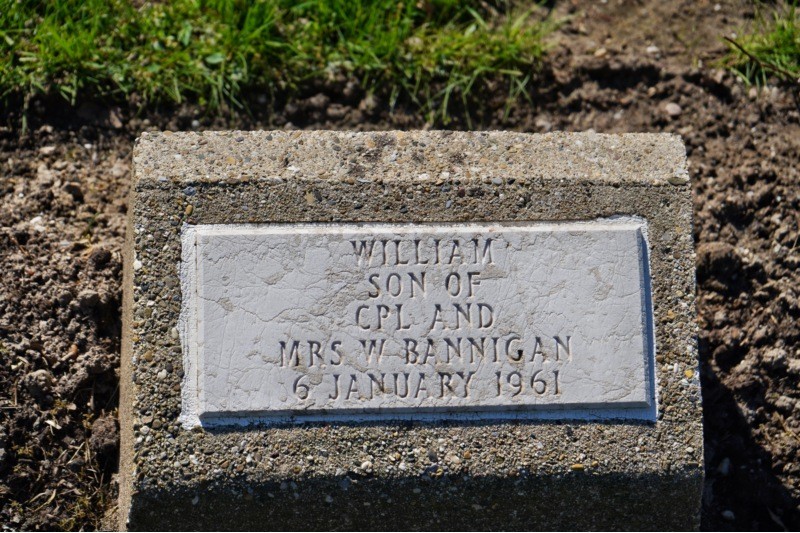 WILLIAM
SON OF
CPL AND
MRS W BANNIGAN
6 JANUARY 1961